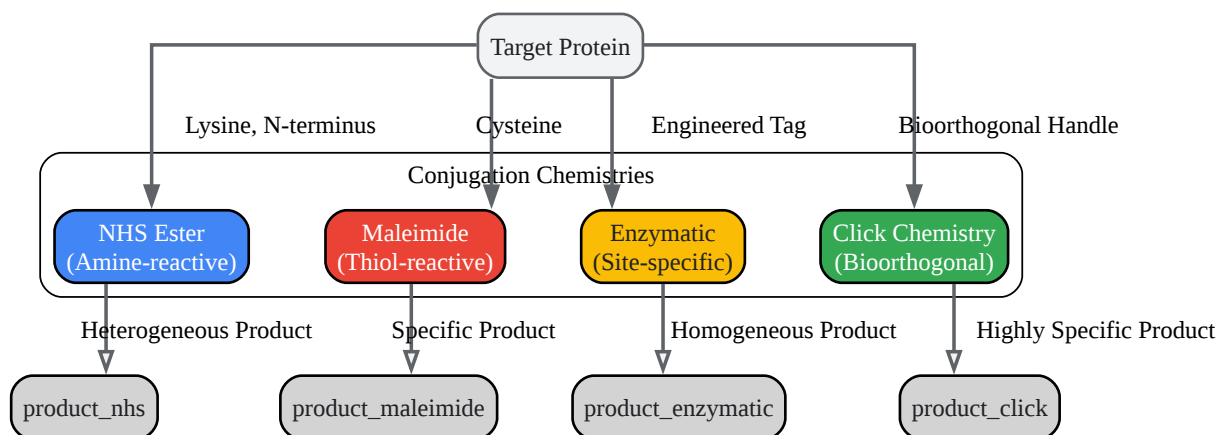 Target Protein
Lysine, N-terminus
Cysteine
Engineered Tag
Bioorthogonal Handle
Conjugation Chemistries
NHS Ester
(Amine-reactive)
Maleimide
(Thiol-reactive)
Enzymatic
(Site-specific)
Click Chemistry
(Bioorthogonal)
Heterogeneous Product
Specific Product
Homogeneous Product
Highly Specific Product
product_nhs
product_maleimide
product_enzymatic
product_click